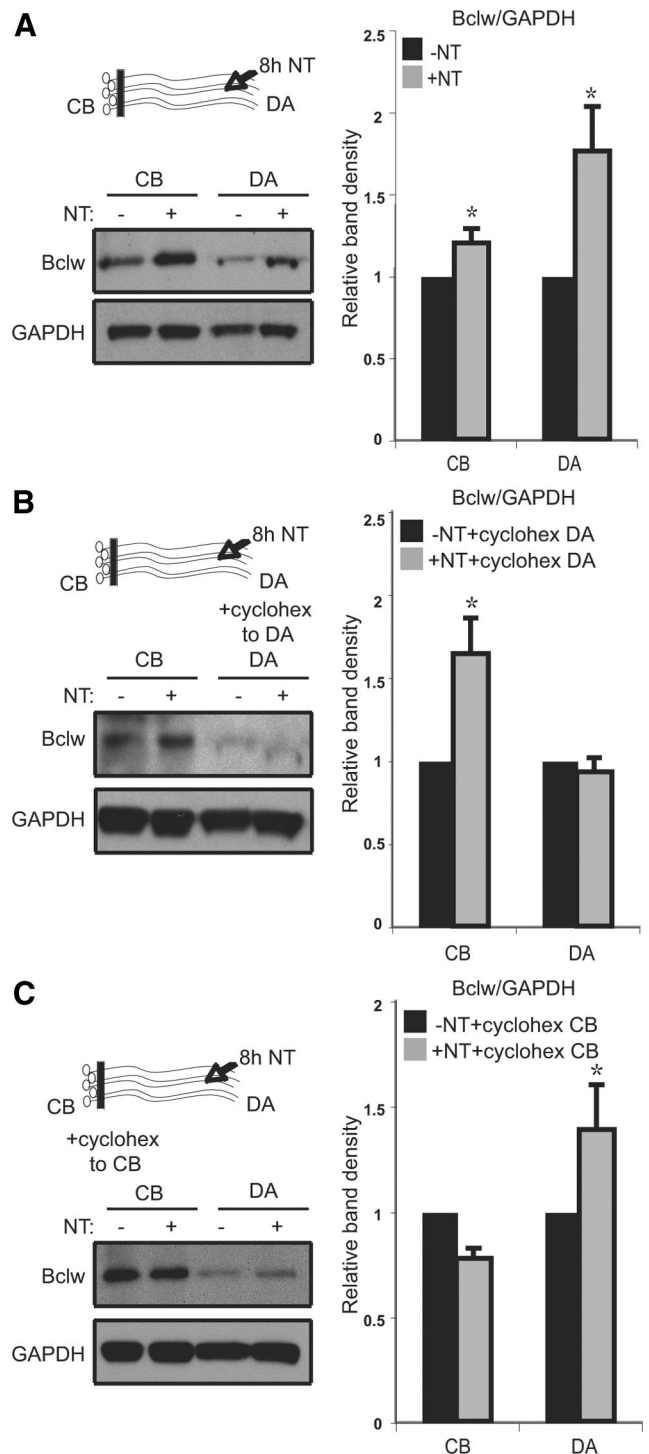 A
8h NT
CB
DA
CB DA
NT: - + - +
Bclw
GAPDH
Bclw/GAPDH
-NT
+NT
Relative band density
2.5
2
1.5
1
0.5
0
*
*
CB DA
B
8h NT
CB
DA
+cyclohex
to DA
CB DA
NT: - + - +
Bclw
GAPDH
Bclw/GAPDH
-NT+cyclohex DA
+NT+cyclohex DA
Relative band density
2.5
2
1.5
1
0.5
0
*
CB DA
C
8h NT
CB
DA
+cyclohex
to CB
CB DA
NT: - + - +
Bclw
GAPDH
Bclw/GAPDH
-NT+cyclohex CB
+NT+cyclohex CB
Relative band density
2
1.5
1
0.5
0
*
CB DA